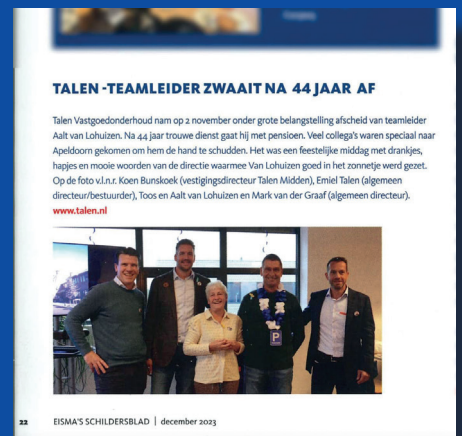 TALEN-TEAMLEIDER ZWAAIT NA 44 JAAR AF
Talen Vastgoedonderhoud nam op 2 november onder grote belangstelling afscheid van teamleider
Aalt van Lohuizen. Na 44 jaar trouwe dienst gaat hij met pensioen. Veel collega's waren speciaal naar
Apeldoorn gekomen om hem de hand te schudden. Het was een feestelijke middag met drankjes,
hapjes en mooie woorden van de directie waarmee Van Lohuizen goed in het zonnetje werd gezet.
Op de foto v.l.n.r. Koen Bunskoek (vestigingsdirecteur Talen Midden), Emiel Talen (algemeen
directeur/bestuurder), Toos en Aalt van Lohuizen en Mark van der Graaf (algemeen directeur).
www.talen.nl
P
22 EISMA'S SCHILDERSBLAD | december 2023